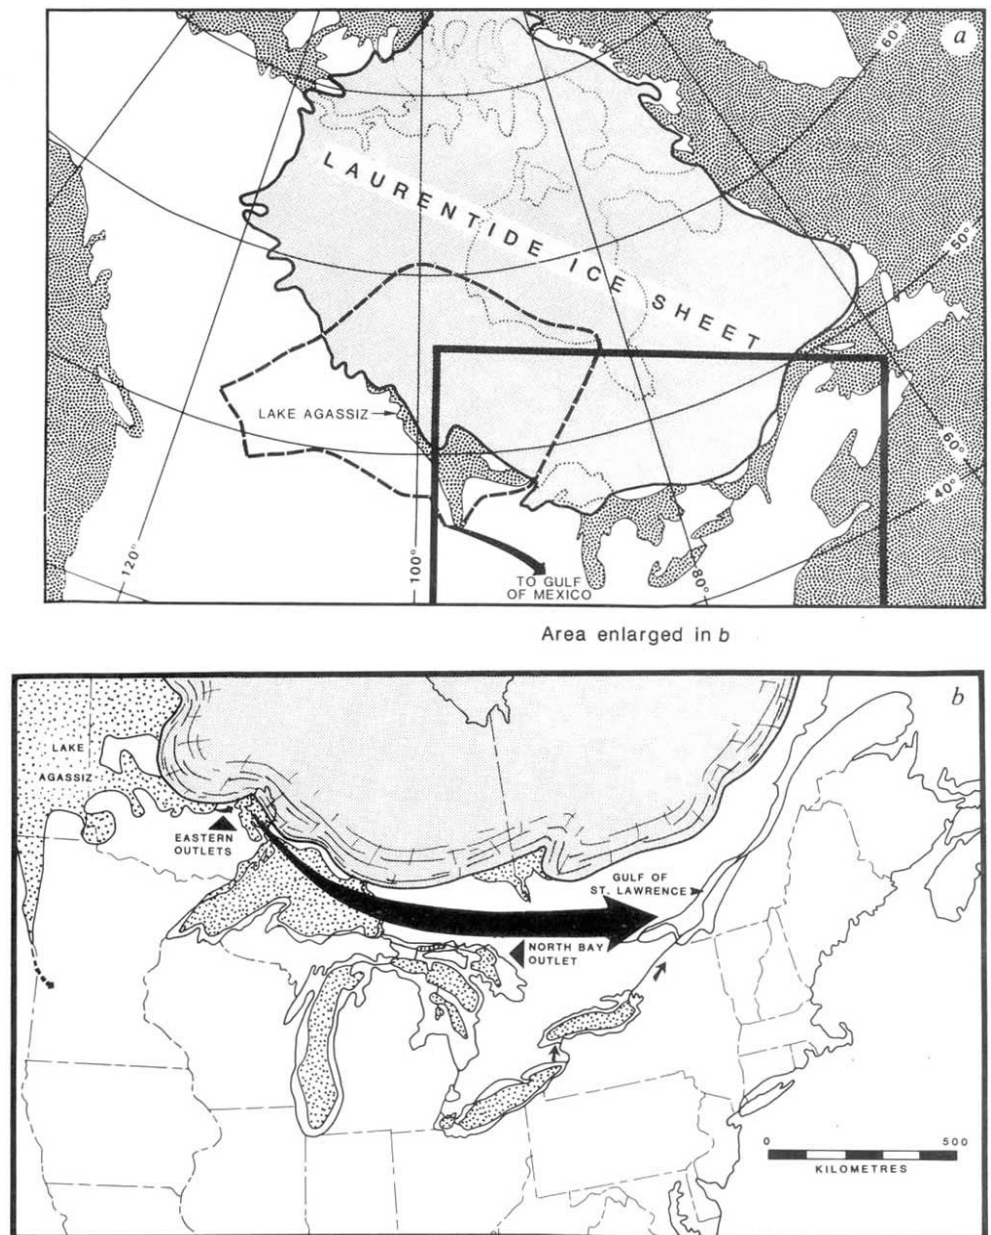 a
60°
LAURENTIDE ICE SHEET
50°
LAKE AGASSIZ
60°
40°
120°
100°
80°
TO GULF
OF MEXICO
Area enlarged in b
b
LAKE
AGASSIZ
EASTERN
OUTLETS
GULF OF
ST. LAWRENCE
NORTH BAY
OUTLET
0 500
KILOMETRES